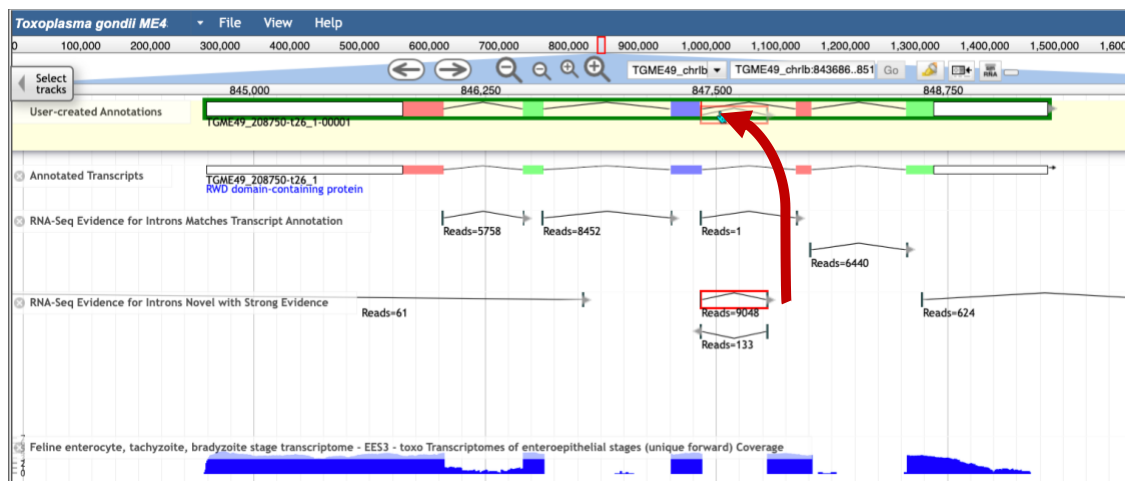 Toxoplasma gondii ME4 File View Help
0 100,000 200,000 300,000 400,000 500,000 600,000 700,000 800,000 900,000 1,000,000 1,100,000 1,200,000 1,300,000 1,400,000 1,500,000 1,600
Select tracks TGME49_chrIb TGME49_chrIb:843686..851 Go RNA
845,000 846,250 847,500 848,750
User-created Annotations
TGME49_208750-t26_1-00001
Annotated Transcripts
TGME49_208750-t26_1
RWD domain-containing protein
RNA-Seq Evidence for Introns Matches Transcript Annotation
Reads=5758 Reads=8452 Reads=1
Reads=6440
RNA-Seq Evidence for Introns Novel with Strong Evidence
Reads=61 Reads=9048 Reads=624
Reads=133
Feline enterocyte, tachyzoite, bradyzoite stage transcriptome - EES3 - toxo Transcriptomes of enteroepithelial stages (unique forward) Coverage
0